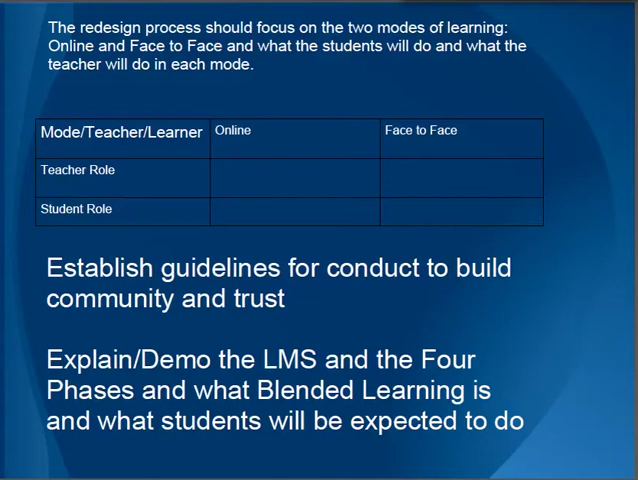 The redesign process should focus on the two modes of learning:
Online and Face to Face and what the students will do and what the
teacher will do in each mode.
Mode/Teacher/Learner Online Face to Face
Teacher Role
Student Role
Establish guidelines for conduct to build
community and trust
Explain/Demo the LMS and the Four
Phases and what Blended Learning is
and what students will be expected to do